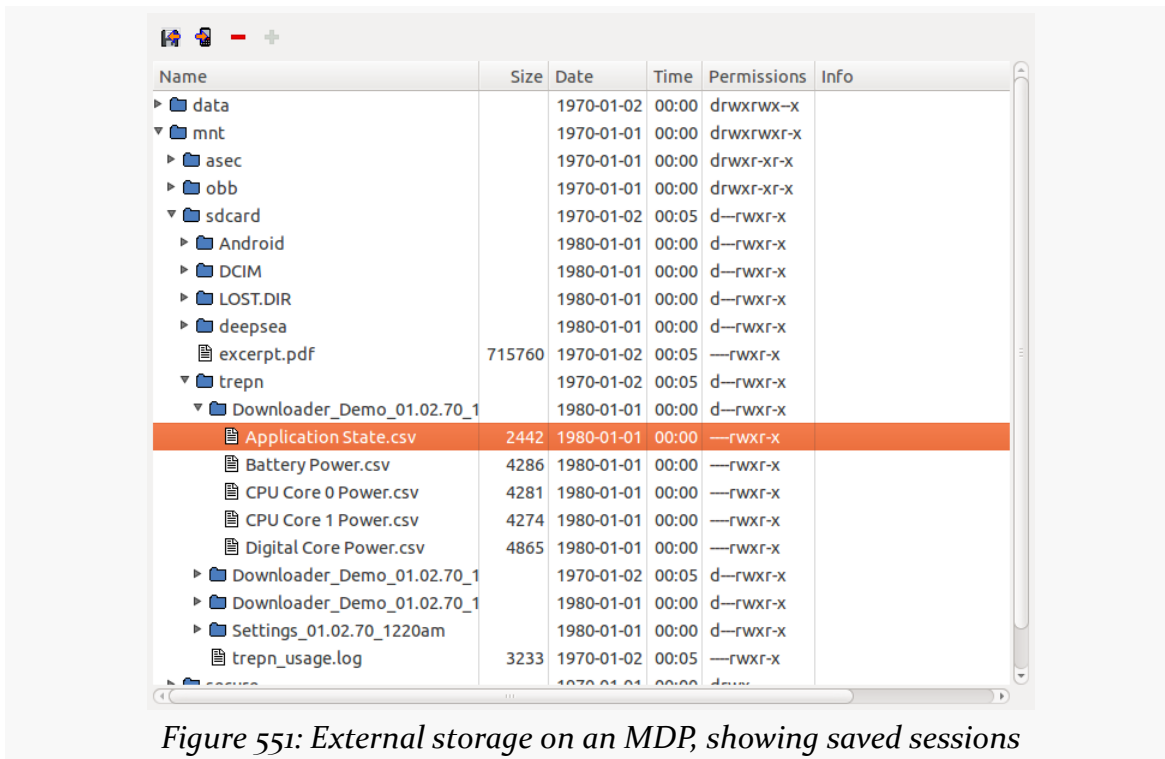 Name Size Date Time Permissions Info
data 1970-01-02 00:00 drwxrwx--x
mnt 1970-01-01 00:00 drwxrwxr-x
asec 1970-01-01 00:00 drwxr-xr-x
obb 1970-01-01 00:00 drwxr-xr-x
sdcard 1970-01-02 00:05 d---rwxr-x
Android 1980-01-01 00:00 d---rwxr-x
DCIM 1980-01-01 00:00 d---rwxr-x
LOST.DIR 1980-01-01 00:00 d---rwxr-x
deepsea 1980-01-01 00:00 d---rwxr-x
excerpt.pdf 715760 1970-01-02 00:05 ----rwxr-x
trepn 1970-01-02 00:05 d---rwxr-x
Downloader_Demo_01.02.70_1 1980-01-01 00:00 d---rwxr-x
Application State.csv 2442 1980-01-01 00:00 ----rwxr-x
Battery Power.csv 4286 1980-01-01 00:00 ----rwxr-x
CPU Core 0 Power.csv 4281 1980-01-01 00:00 ----rwxr-x
CPU Core 1 Power.csv 4274 1980-01-01 00:00 ----rwxr-x
Digital Core Power.csv 4865 1980-01-01 00:00 ----rwxr-x
Downloader_Demo_01.02.70_1 1970-01-02 00:05 d---rwxr-x
Downloader_Demo_01.02.70_1 1980-01-01 00:00 d---rwxr-x
Settings_01.02.70_1220am 1980-01-01 00:00 d---rwxr-x
trepn_usage.log 3233 1970-01-02 00:05 ----rwxr-x
secure 1970-01-01 00:00
Figure 551: External storage on an MDP, showing saved sessions